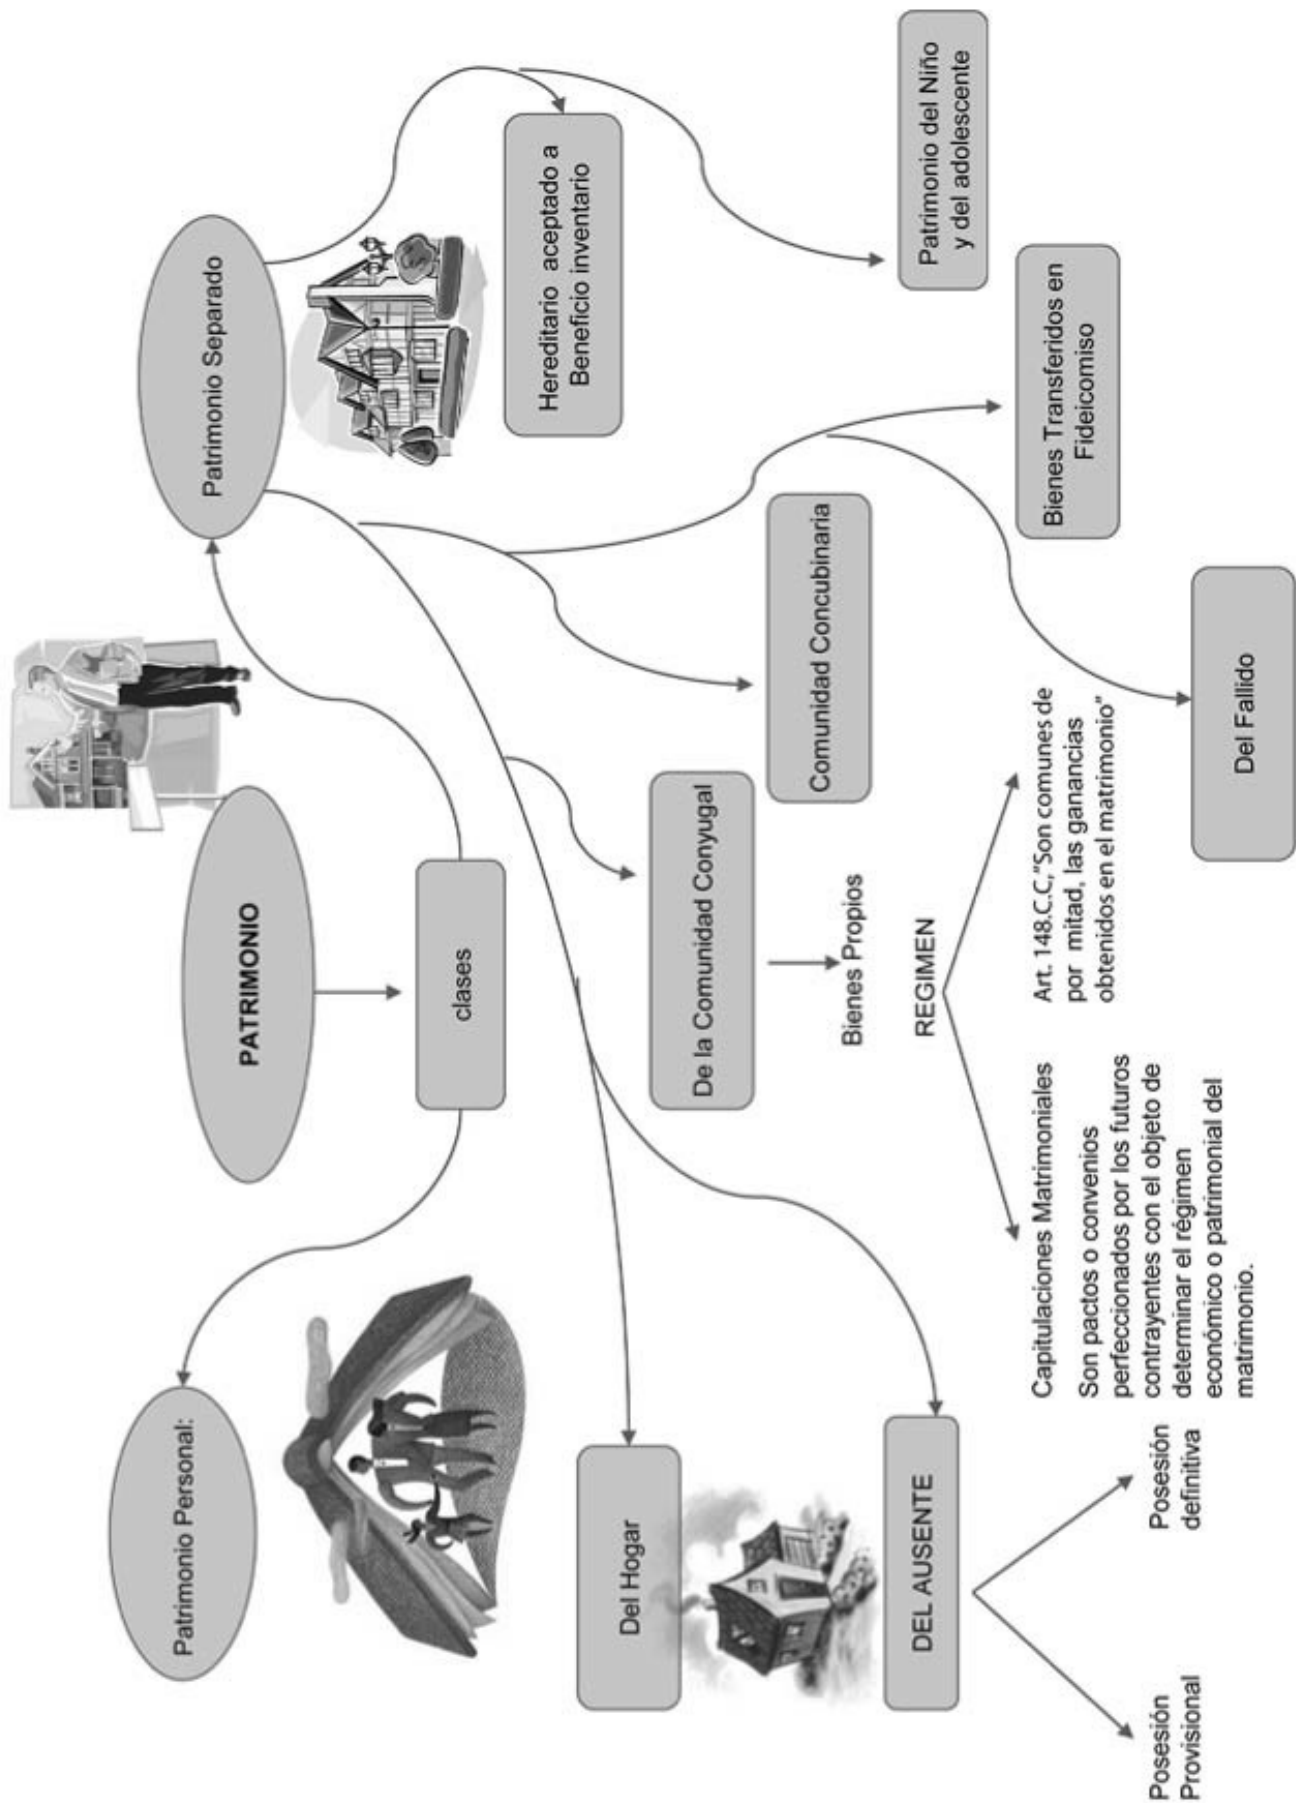 PATRIMONIO
clases
Patrimonio Personal:
Patrimonio Separado
Hereditario aceptado a
Beneficio inventario
Patrimonio del Niño
y del adolescente
Del Hogar
De la Comunidad Conyugal
Comunidad Concubinaria
Bienes Transferidos en
Fideicomiso
Bienes Propios
DEL AUSENTE
REGIMEN
Del Fallido
Posesión
Provisional
Posesión
definitiva
Capitulaciones Matrimoniales
Son pactos o convenios
perfeccionados por los futuros
contrayentes con el objeto de
determinar el régimen
económico o patrimonial del
matrimonio.
Art. 148.C.C,"Son comunes de
por mitad, las ganancias
obtenidos en el matrimonio"